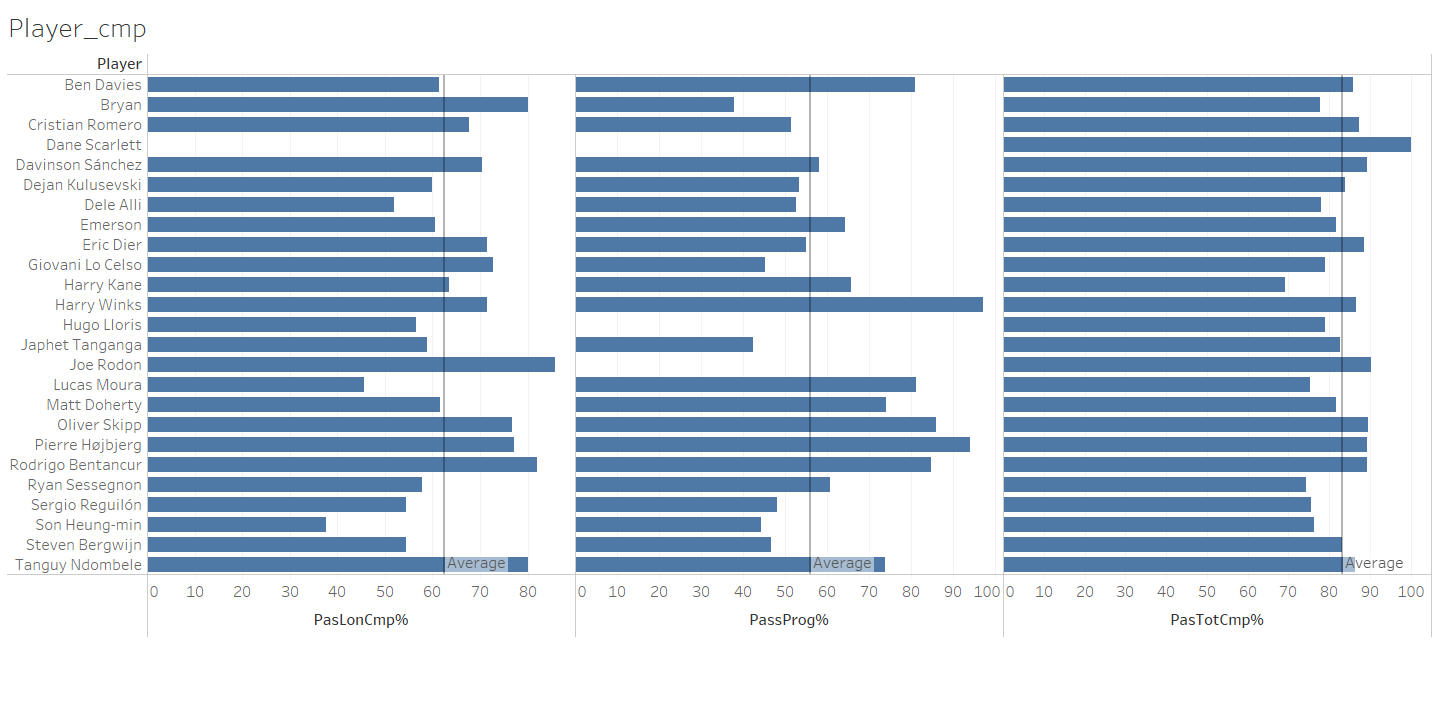 Player_cmp
Player
Ben Davies
Bryan
Cristian Romero
Dane Scarlett
Davinson Sánchez
Dejan Kulusevski
Dele Alli
Emerson
Eric Dier
Giovani Lo Celso
Harry Kane
Harry Winks
Hugo Lloris
Japhet Tanganga
Joe Rodon
Lucas Moura
Matt Doherty
Oliver Skipp
Pierre Højbjerg
Rodrigo Bentancur
Ryan Sessegnon
Sergio Reguilón
Son Heung-min
Steven Bergwijn
Tanguy Ndombele Average Average Average
0 10 20 30 40 50 60 70 80 0 10 20 30 40 50 60 70 80 90 100 0 10 20 30 40 50 60 70 80 90 100
PasLonCmp% PassProg% PasTotCmp%